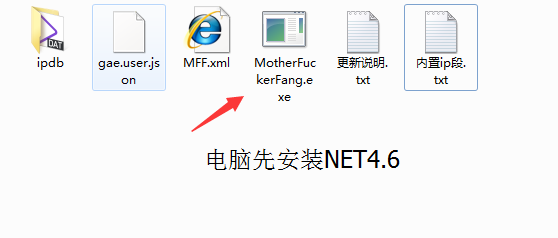 DAT
ipdb
gae.user.js
on
MFF.xml
MotherFuc
kerFang.e
xe
更新说明.
txt
内置ip段.
txt
电脑先安装NET4.6